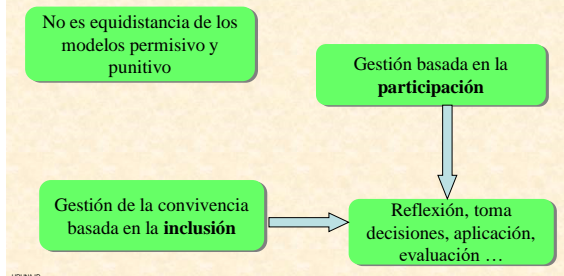 No es equidistancia de los
modelos permisivo y
punitivo
Gestión basada en la
participación
Gestión de la convivencia
basada en la inclusión
Reflexión, toma
decisiones, aplicación,
evaluación …